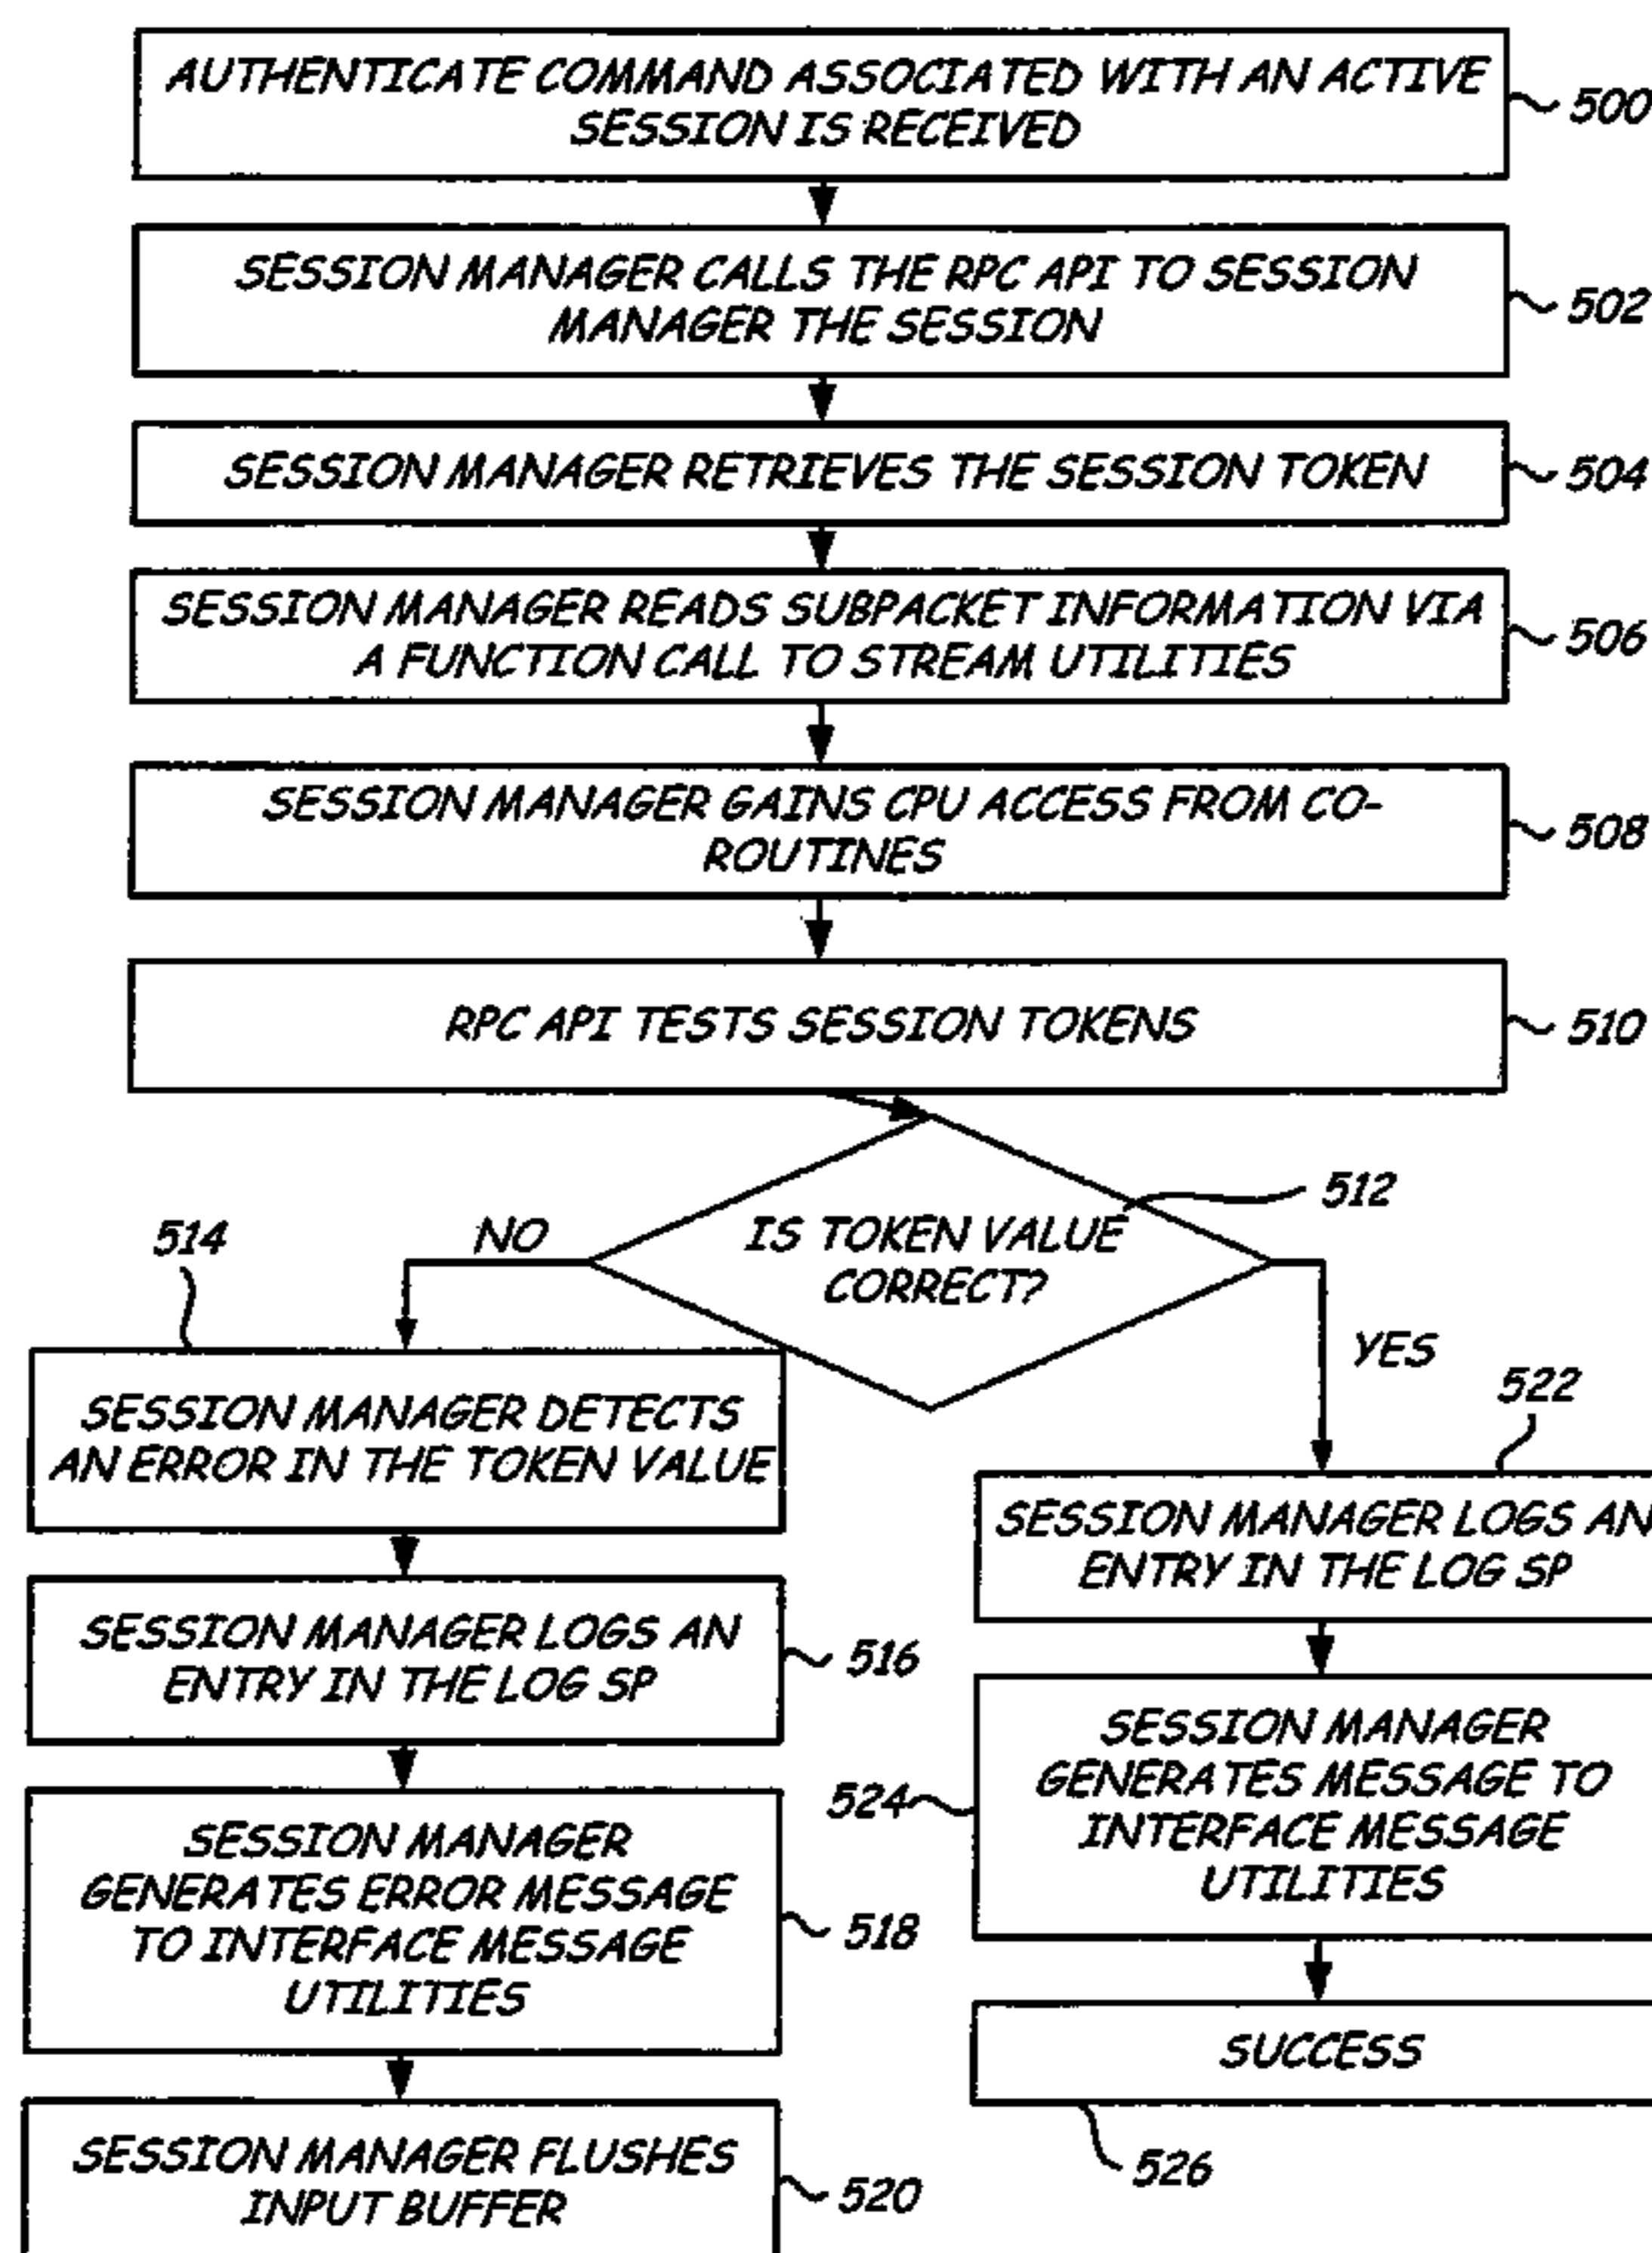 AUTHENTICATE COMMAND ASSOCIATED WITH AN ACTIVE
SESSION IS RECEIVED
500
SESSION MANAGER CALLS THE RPC API TO SESSION
MANAGER THE SESSION
502
SESSION MANAGER RETRIEVES THE SESSION TOKEN
504
SESSION MANAGER READS SUBPACKET INFORMATION VIA
A FUNCTION CALL TO STREAM UTILITIES
506
SESSION MANAGER GAINS CPU ACCESS FROM CO-
ROUTINES
508
RPC API TESTS SESSION TOKENS
510
IS TOKEN VALUE
CORRECT?
512
NO
YES
514
SESSION MANAGER DETECTS
AN ERROR IN THE TOKEN VALUE
SESSION MANAGER LOGS AN
ENTRY IN THE LOG SP
516
SESSION MANAGER
GENERATES ERROR MESSAGE
TO INTERFACE MESSAGE
UTILITIES
518
SESSION MANAGER FLUSHES
INPUT BUFFER
520
522
SESSION MANAGER LOGS AN
ENTRY IN THE LOG SP
SESSION MANAGER
GENERATES MESSAGE TO
INTERFACE MESSAGE
UTILITIES
524
SUCCESS
526